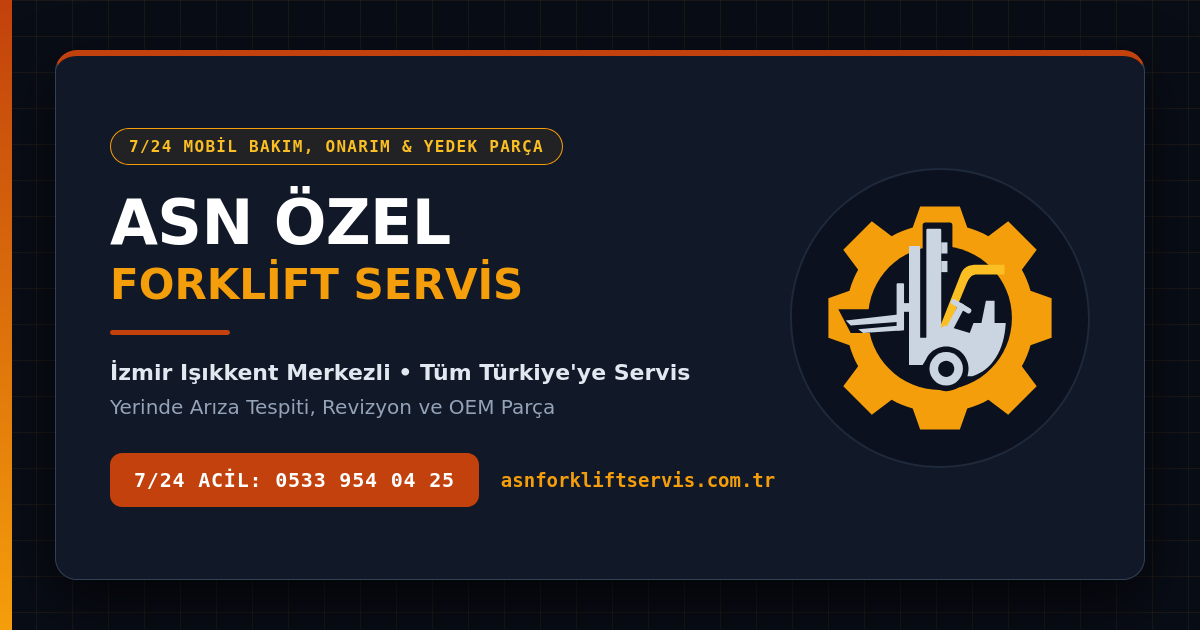 7/24 MOBİL BAKIM, ONARIM & YEDEK PARÇA
ASN ÖZEL
FORKLİFT SERVİS
İzmir Işıkkent Merkezli • Tüm Türkiye'ye Servis
Yerinde Arıza Tespiti, Revizyon ve OEM Parça
7/24 ACİL: 0533 954 04 25
asnforkliftservis.com.tr